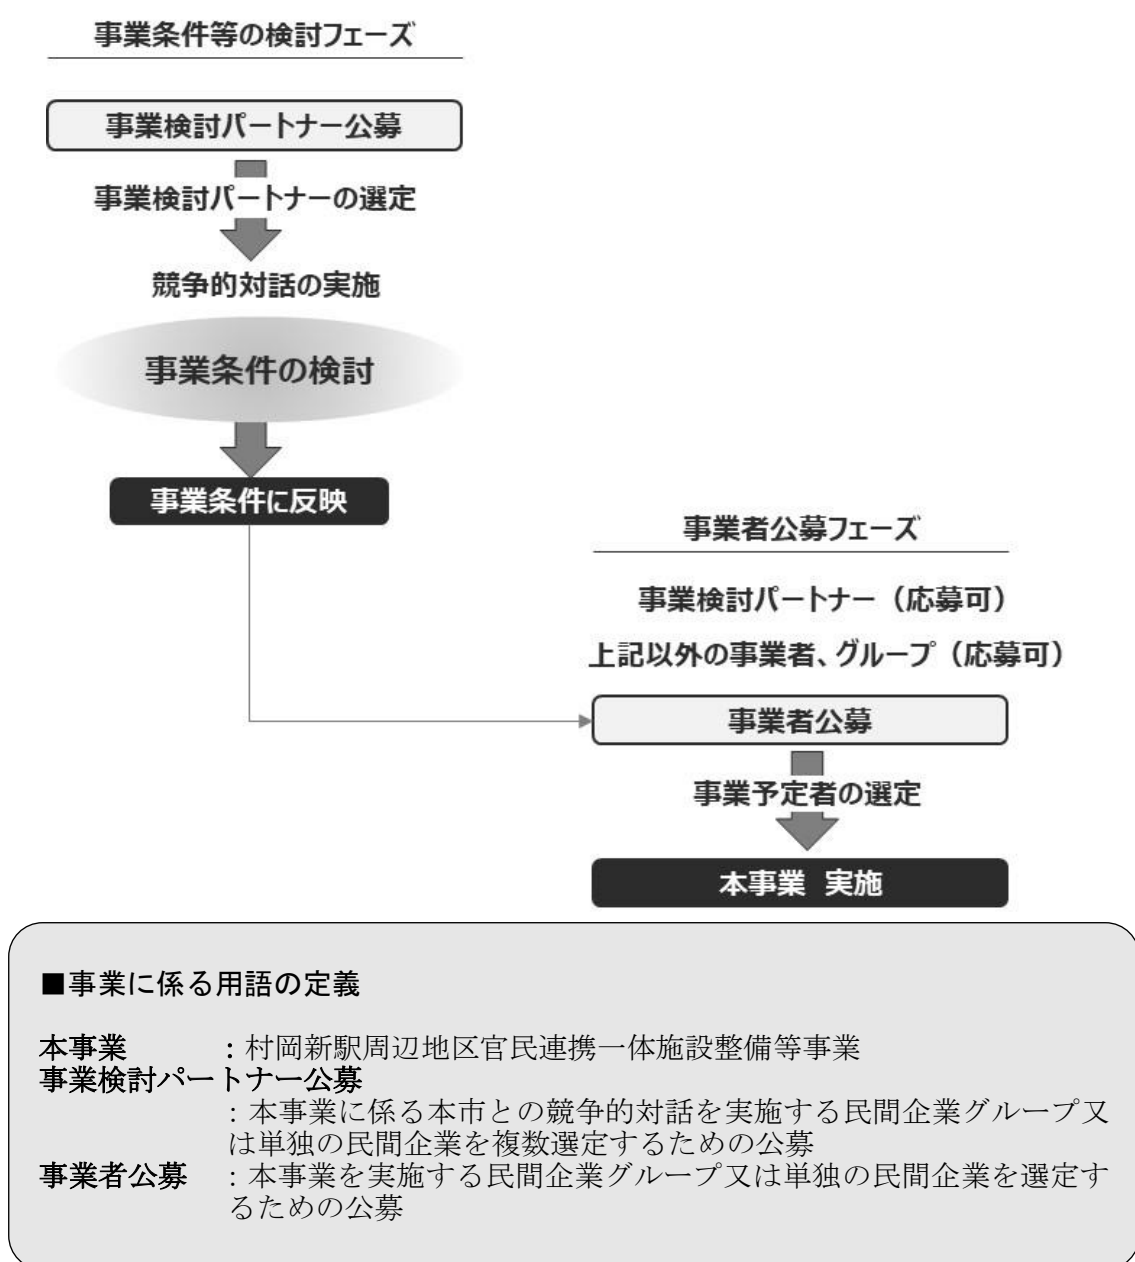 事業条件等の検討フェーズ
事業検討パートナー公募
事業検討パートナーの選定
競争的対話の実施
事業条件の検討
事業条件に反映
事業者公募フェーズ
事業検討パートナー（応募可）
上記以外の事業者、グループ（応募可）
事業者公募
事業予定者の選定
本事業 実施
■事業に係る用語の定義
本事業 ：村岡新駅周辺地区官民連携一体施設整備等事業
事業検討パートナー公募
：本事業に係る本市との競争的対話を実施する民間企業グループ又
は単独の民間企業を複数選定するための公募
事業者公募 ：本事業を実施する民間企業グループ又は単独の民間企業を選定す
るための公募